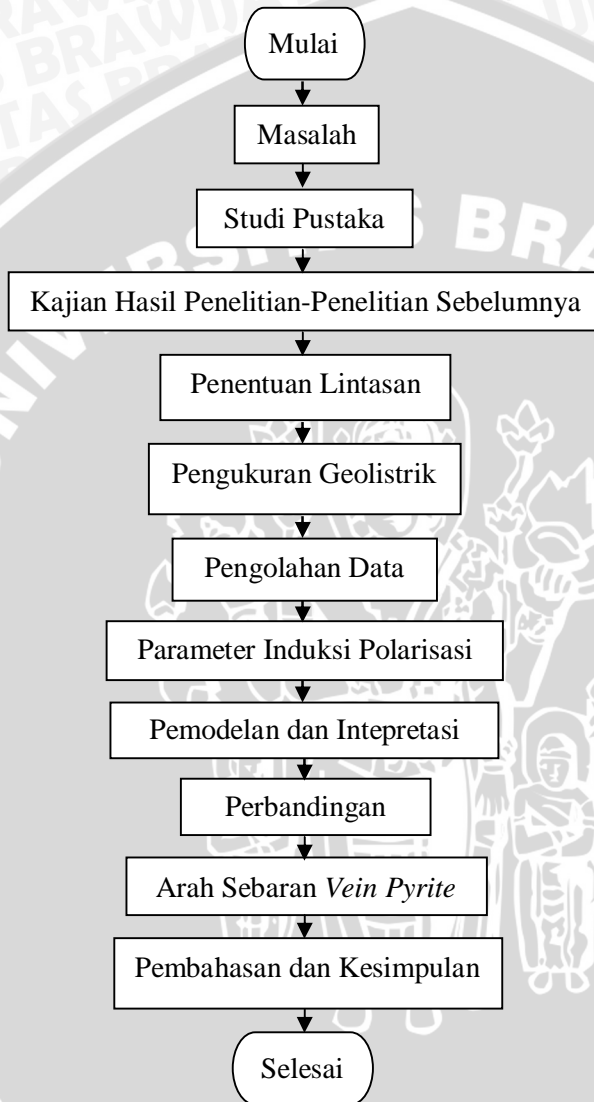 Mulai
Masalah
Studi Pustaka
Kajian Hasil Penelitian-Penelitian Sebelumnya
Penentuan Lintasan
Pengukuran Geolistrik
Pengolahan Data
Parameter Induksi Polarisasi
Pemodelan dan Intepretasi
Perbandingan
Arah Sebaran Vein Pyrite
Pembahasan dan Kesimpulan
Selesai